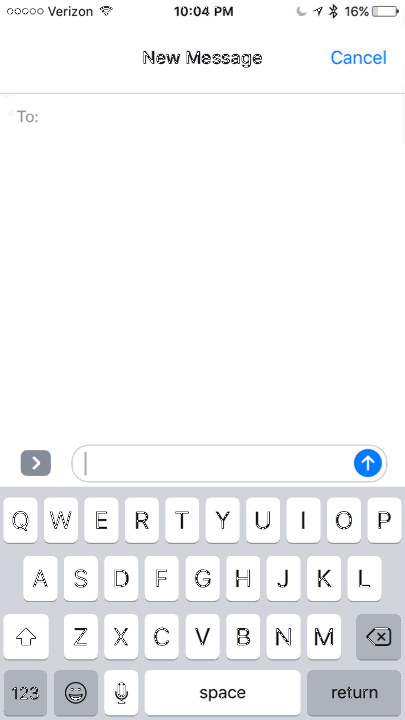 Verizon 10:04 PM 16%
New Message Cancel
To:
Q W E R T Y U I O P
A S D F G H J K L
Z X C V B N M
123 space return